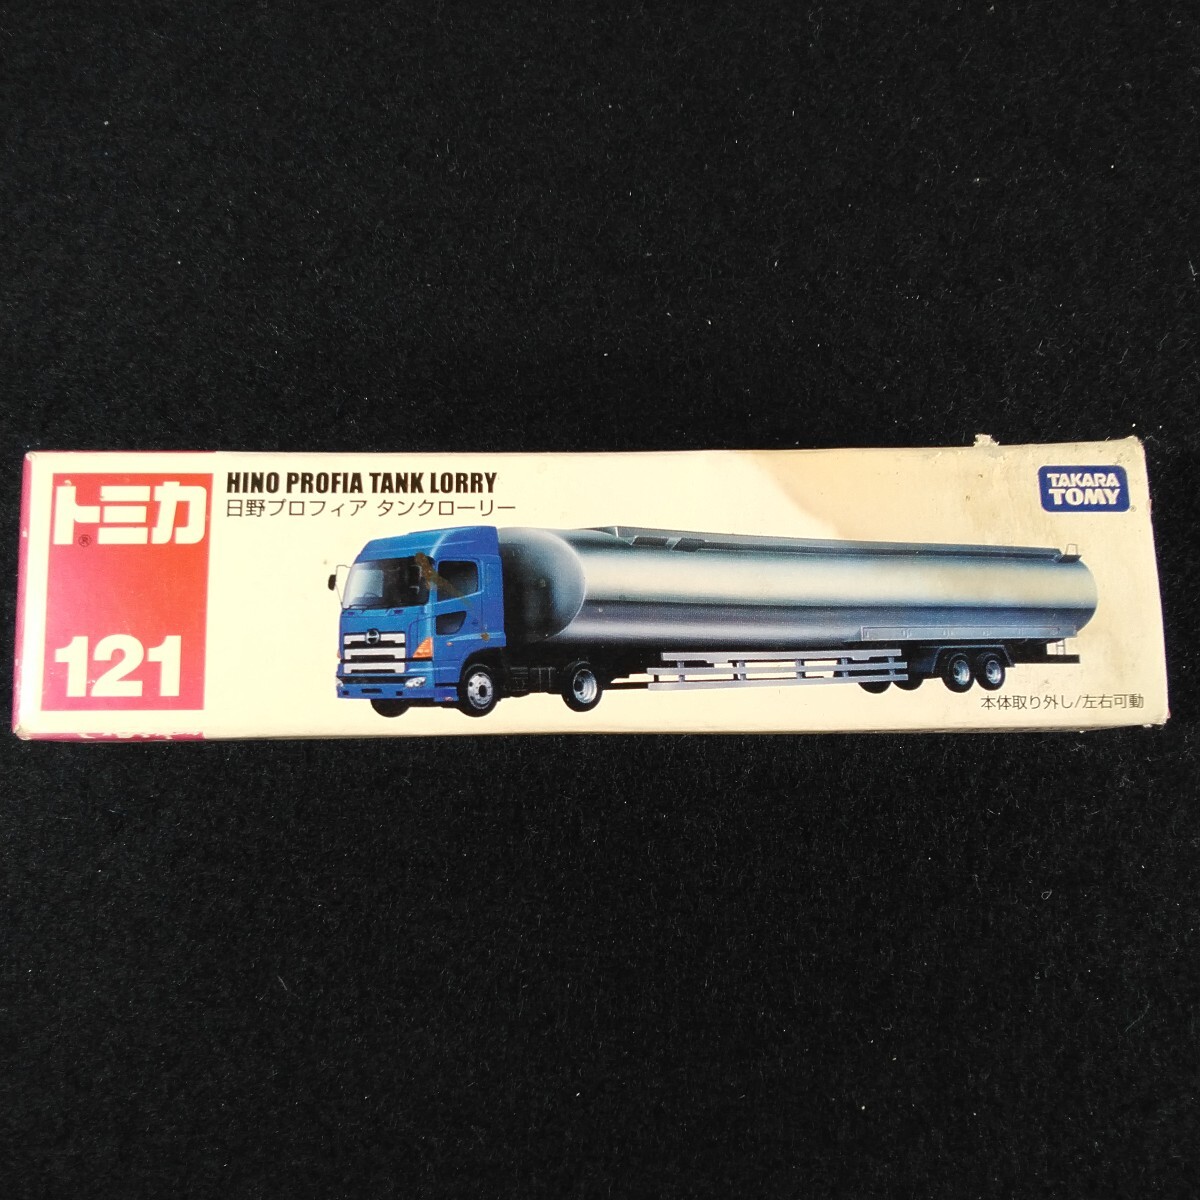 トミカ
®
121
HINO PROFIA TANK LORRY
日野プロフィア タンクローリー
TAKARA
TOMY
本体取り外し/左右可動